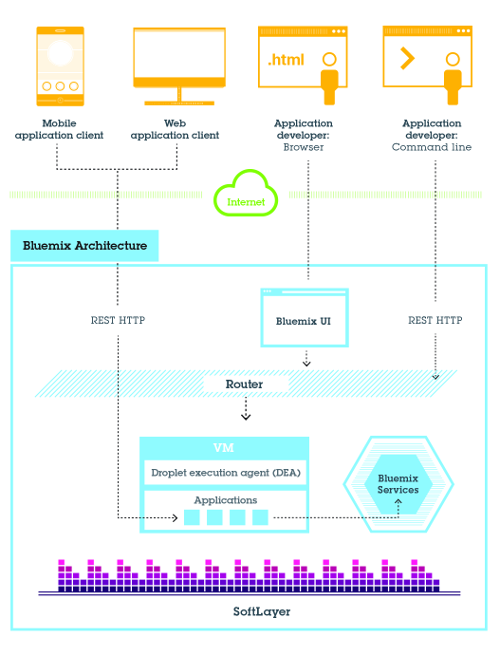 .html
Mobile
application client
Web
application client
Application
developer:
Browser
Application
developer:
Command line
Internet
Bluemix Architecture
REST HTTP
Bluemix UI
REST HTTP
Router
VM
Droplet execution agent (DEA)
Applications
Bluemix
Services
SoftLayer